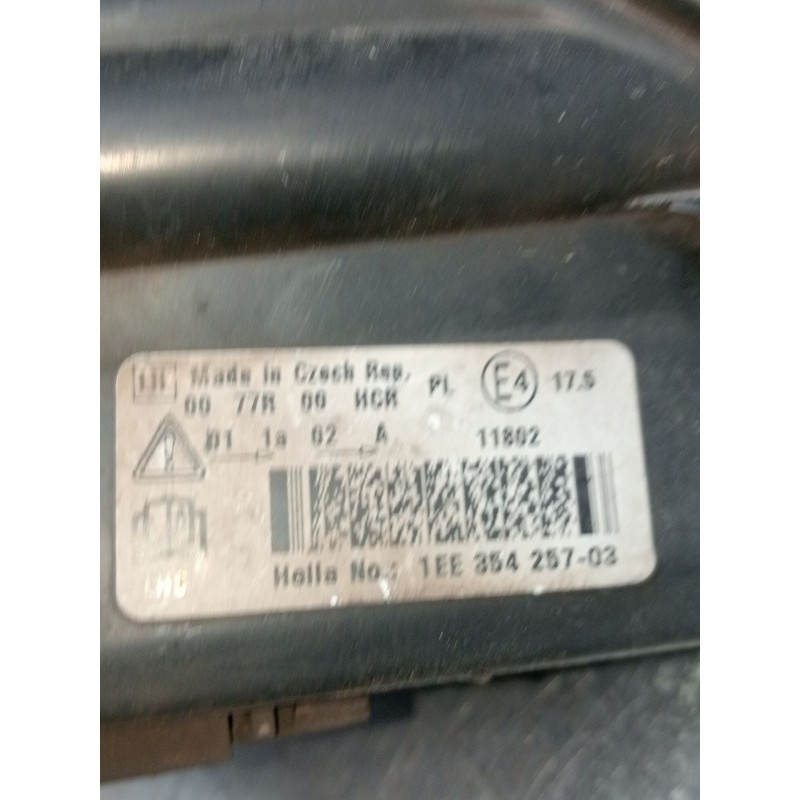 Made in Czech Rep.
00 77R 00 HCR PL E4 17.5
01 1a 02 A 11802
Hella No.: 1EE 354 257-03